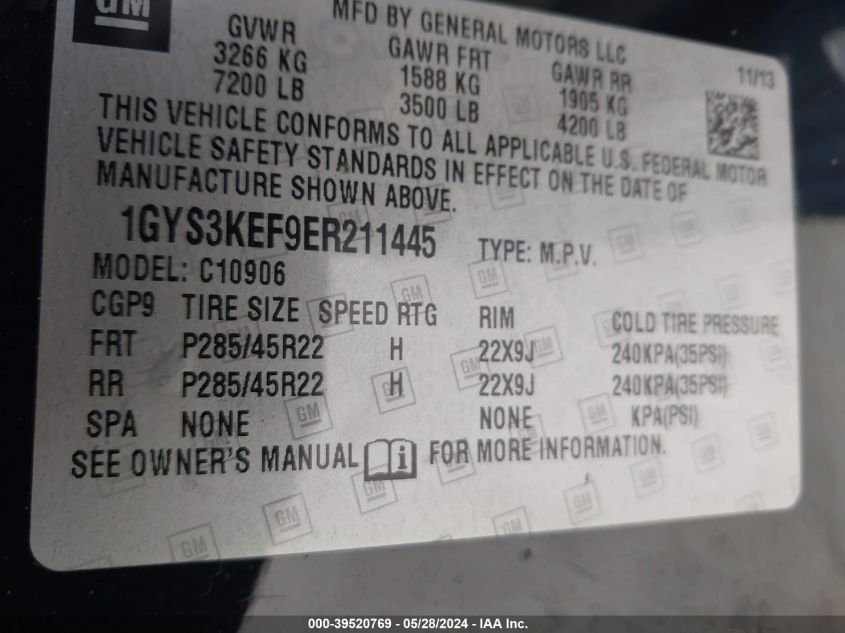 GM
MFD BY GENERAL MOTORS LLC
GVWR GAWR FRT GAWR RR 11/13
3266 KG 1588 KG 1905 KG
7200 LB 3500 LB 4200 LB
THIS VEHICLE CONFORMS TO ALL APPLICABLE U.S. FEDERAL MOTOR
VEHICLE SAFETY STANDARDS IN EFFECT ON THE DATE OF
MANUFACTURE SHOWN ABOVE.
1GYS3KEF9ER211445 TYPE: M.P.V.
MODEL: C10906
CGP9 TIRE SIZE SPEED RTG RIM COLD TIRE PRESSURE
FRT P285/45R22 H 22X9J 240KPA(35PSI)
RR P285/45R22 H 22X9J 240KPA(35PSI)
SPA NONE NONE KPA(PSI)
SEE OWNER'S MANUAL i FOR MORE INFORMATION.
000-39520769 - 05/28/2024 - IAA Inc.